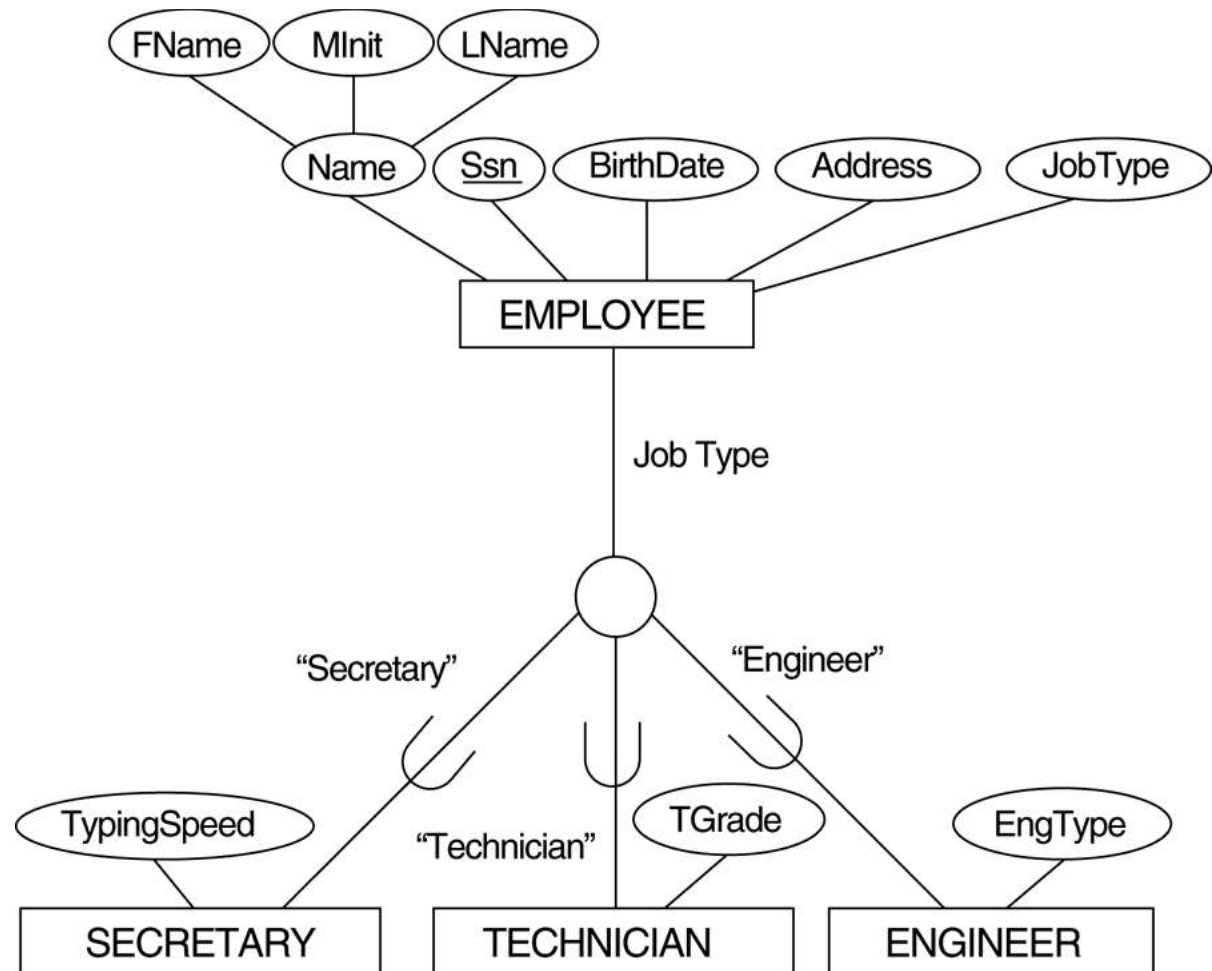 FName MInit LName
Name Ssn BirthDate Address JobType
EMPLOYEE
Job Type
“Secretary” “Engineer”
TypingSpeed “Technician” TGrade EngType
SECRETARY TECHNICIAN ENGINEER